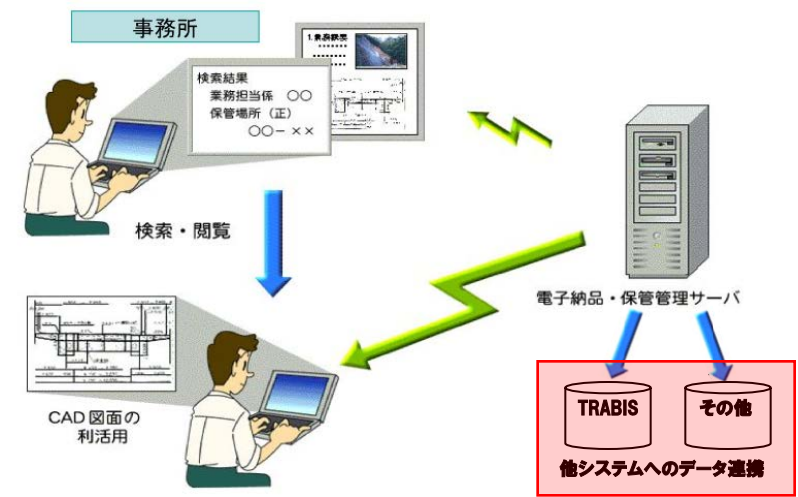 事務所
1.業務概要
検索結果
業務担当係 ○○
保管場所（正）
○○－××
検索・閲覧
電子納品・保管管理サーバ
CAD図面の
利活用
TRABIS
その他
他システムへのデータ連携